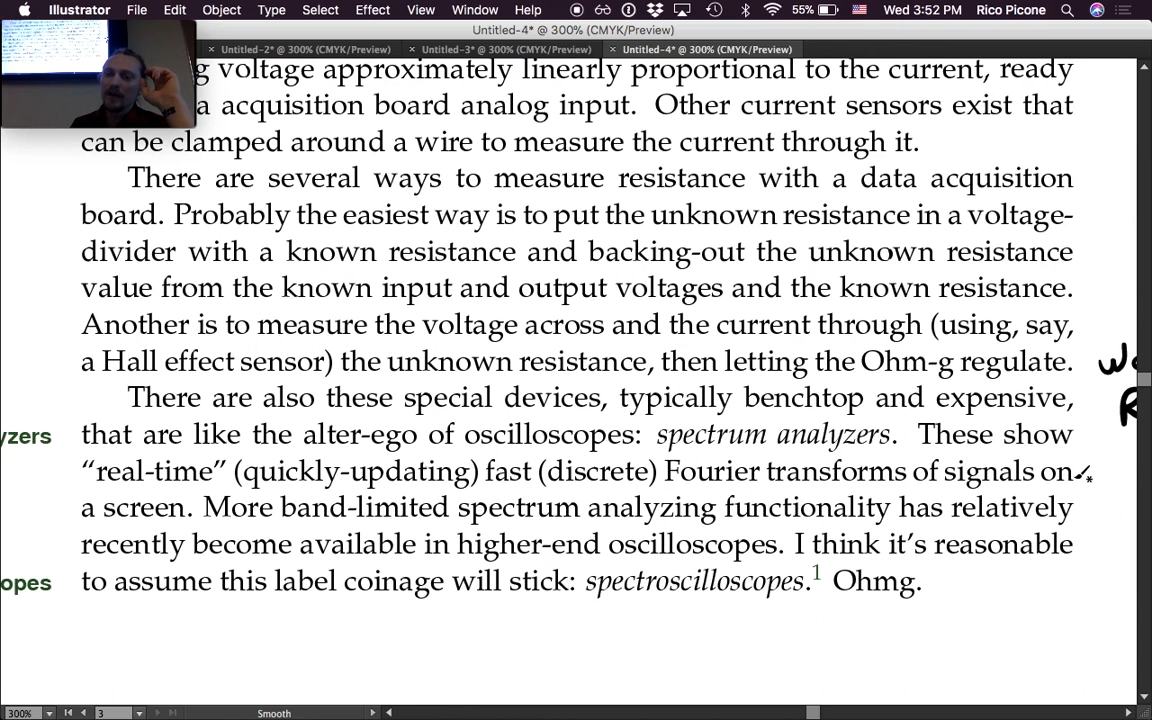 Illustrator File Edit Object Type Select Effect View Window Help 55% Wed 3:52 PM Rico Picone
Untitled-4* @ 300% (CMYK/Preview)
× Untitled-2* @ 300% (CMYK/Preview) × Untitled-3* @ 300% (CMYK/Preview) × Untitled-4* @ 300% (CMYK/Preview)
g voltage approximately linearly proportional to the current, ready
a acquisition board analog input. Other current sensors exist that
can be clamped around a wire to measure the current through it.
There are several ways to measure resistance with a data acquisition
board. Probably the easiest way is to put the unknown resistance in a voltage-
divider with a known resistance and backing-out the unknown resistance
value from the known input and output voltages and the known resistance.
Another is to measure the voltage across and the current through (using, say,
a Hall effect sensor) the unknown resistance, then letting the Ohm-g regulate.
There are also these special devices, typically benchtop and expensive,
yzers that are like the alter-ego of oscilloscopes: spectrum analyzers. These show
“real-time” (quickly-updating) fast (discrete) Fourier transforms of signals on
a screen. More band-limited spectrum analyzing functionality has relatively
recently become available in higher-end oscilloscopes. I think it’s reasonable
opes to assume this label coinage will stick: spectroscilloscopes.1 Ohmg.
300% 3 Smooth